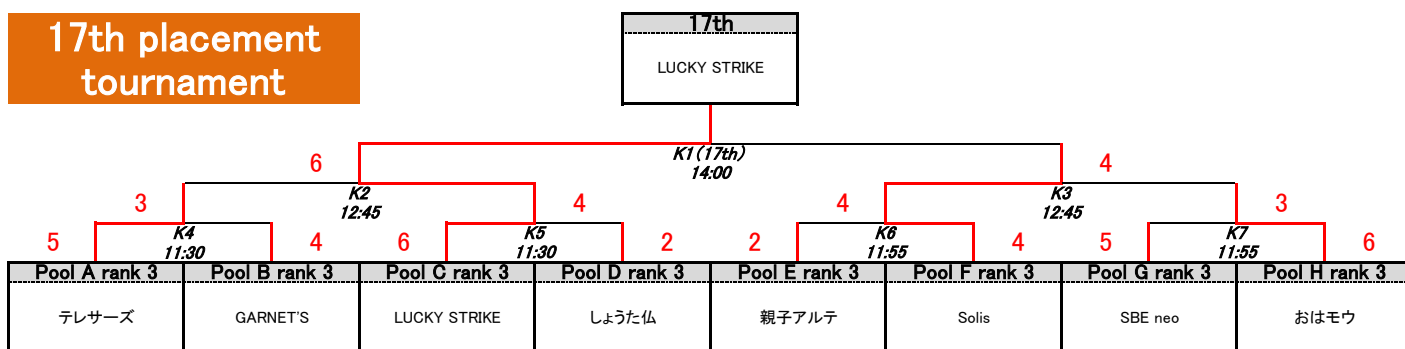 17th placement
tournament
17th
LUCKY STRIKE
K1(17th)
14:00
6
4
K2
12:45
K3
12:45
3
4
4
3
K4
11:30
K5
11:30
K6
11:55
K7
11:55
5
4
6
2
2
4
5
6
Pool A rank 3
Pool B rank 3
Pool C rank 3
Pool D rank 3
Pool E rank 3
Pool F rank 3
Pool G rank 3
Pool H rank 3
テレサーズ
GARNET'S
LUCKY STRIKE
しょうた仏
親子アルテ
Solis
SBE neo
おはモウ